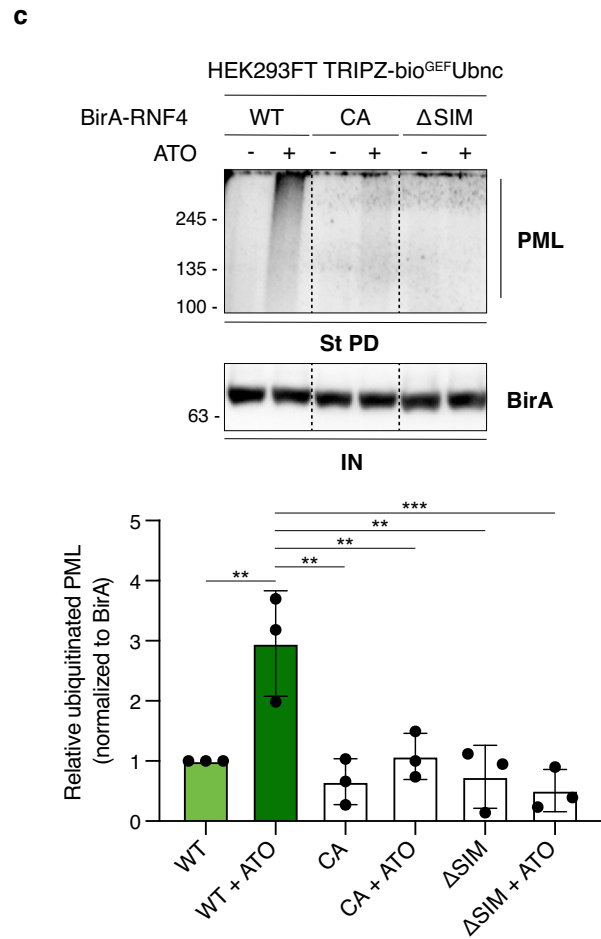 c
HEK293FT TRIPZ-bioGEFUbnc
BirA-RNF4 WT CA ΔSIM
ATO - + - + - +
245 -
PML
135 -
100 -
St PD
BirA
63 -
IN
Relative ubiquitinated PML
(normalized to BirA)
***
**
**
**
**
5
4
3
2
1
0
WT
WT + ATO
CA
CA + ATO
ΔSIM
ΔSIM + ATO